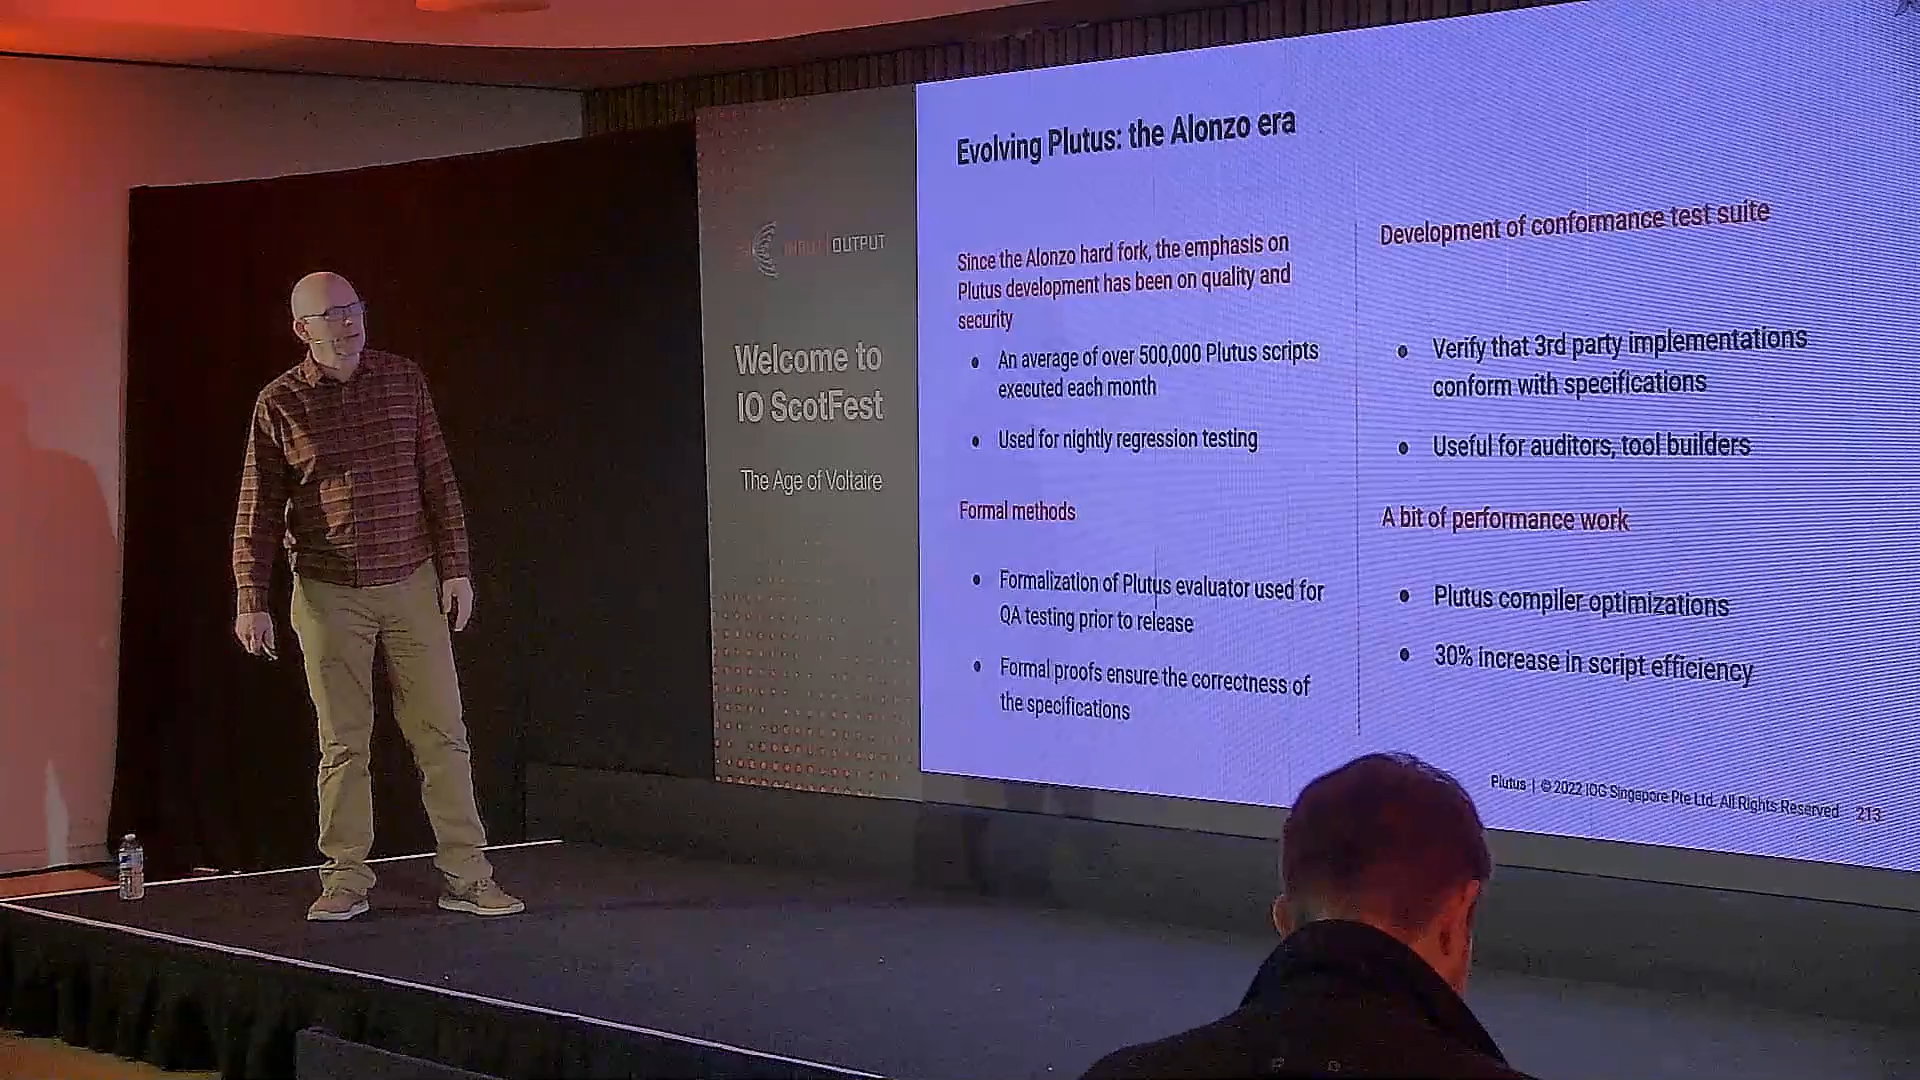 INPUT | OUTPUT
Welcome to
IO ScotFest
The Age of Voltaire
Evolving Plutus: the Alonzo era
Since the Alonzo hard fork, the emphasis on
Plutus development has been on quality and
security
• An average of over 500,000 Plutus scripts
executed each month
• Used for nightly regression testing
Formal methods
• Formalization of Plutus evaluator used for
QA testing prior to release
• Formal proofs ensure the correctness of
the specifications
Development of conformance test suite
• Verify that 3rd party implementations
conform with specifications
• Useful for auditors, tool builders
A bit of performance work
• Plutus compiler optimizations
• 30% increase in script efficiency
Plutus | © 2022 IOG Singapore Pte Ltd. All Rights Reserved 213